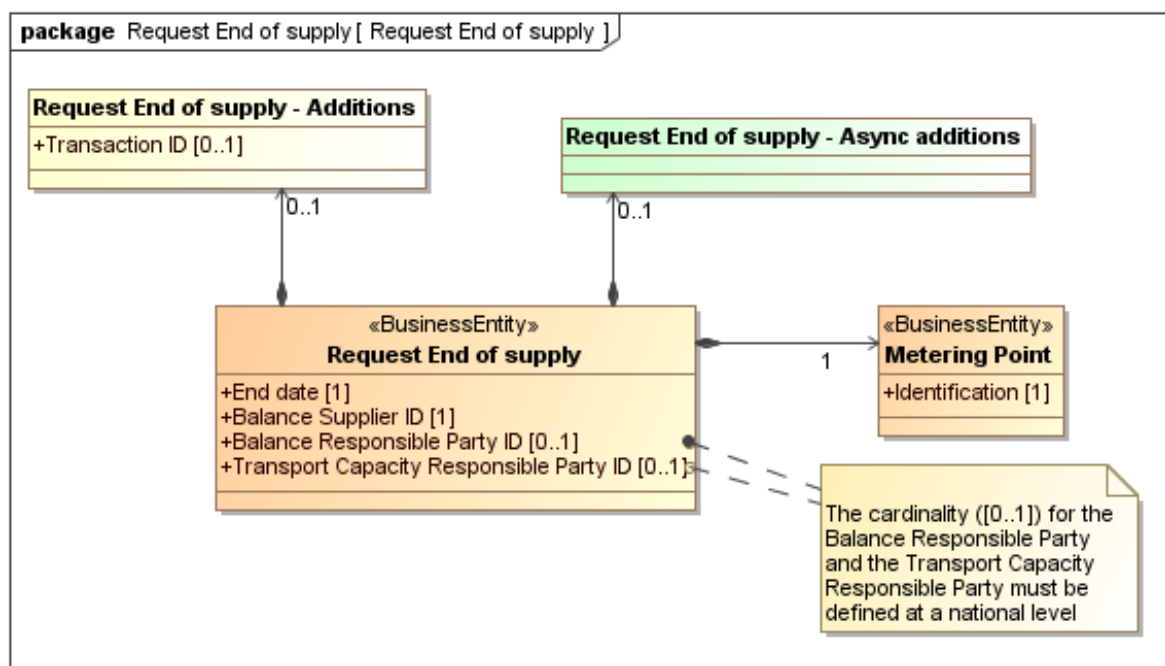 package Request End of supply [ Request End of supply ]
Request End of supply - Additions
+Transaction ID [0..1]
Request End of supply - Async additions
0..1
0..1
«BusinessEntity»
Request End of supply
+End date [1]
+Balance Supplier ID [1]
+Balance Responsible Party ID [0..1]
+Transport Capacity Responsible Party ID [0..1]
1
«BusinessEntity»
Metering Point
+Identification [1]
The cardinality ([0..1]) for the
Balance Responsible Party
and the Transport Capacity
Responsible Party must be
defined at a national level